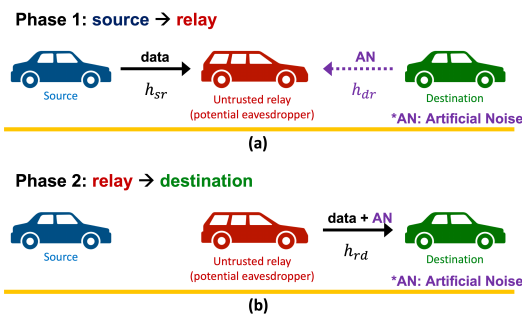 Phase 1: source → relay
data
AN
h_sr
h_dr
Source
Untrusted relay
(potential eavesdropper)
Destination
*AN: Artificial Noise
(a)
Phase 2: relay → destination
data + AN
h_rd
Source
Untrusted relay
(potential eavesdropper)
Destination
*AN: Artificial Noise
(b)